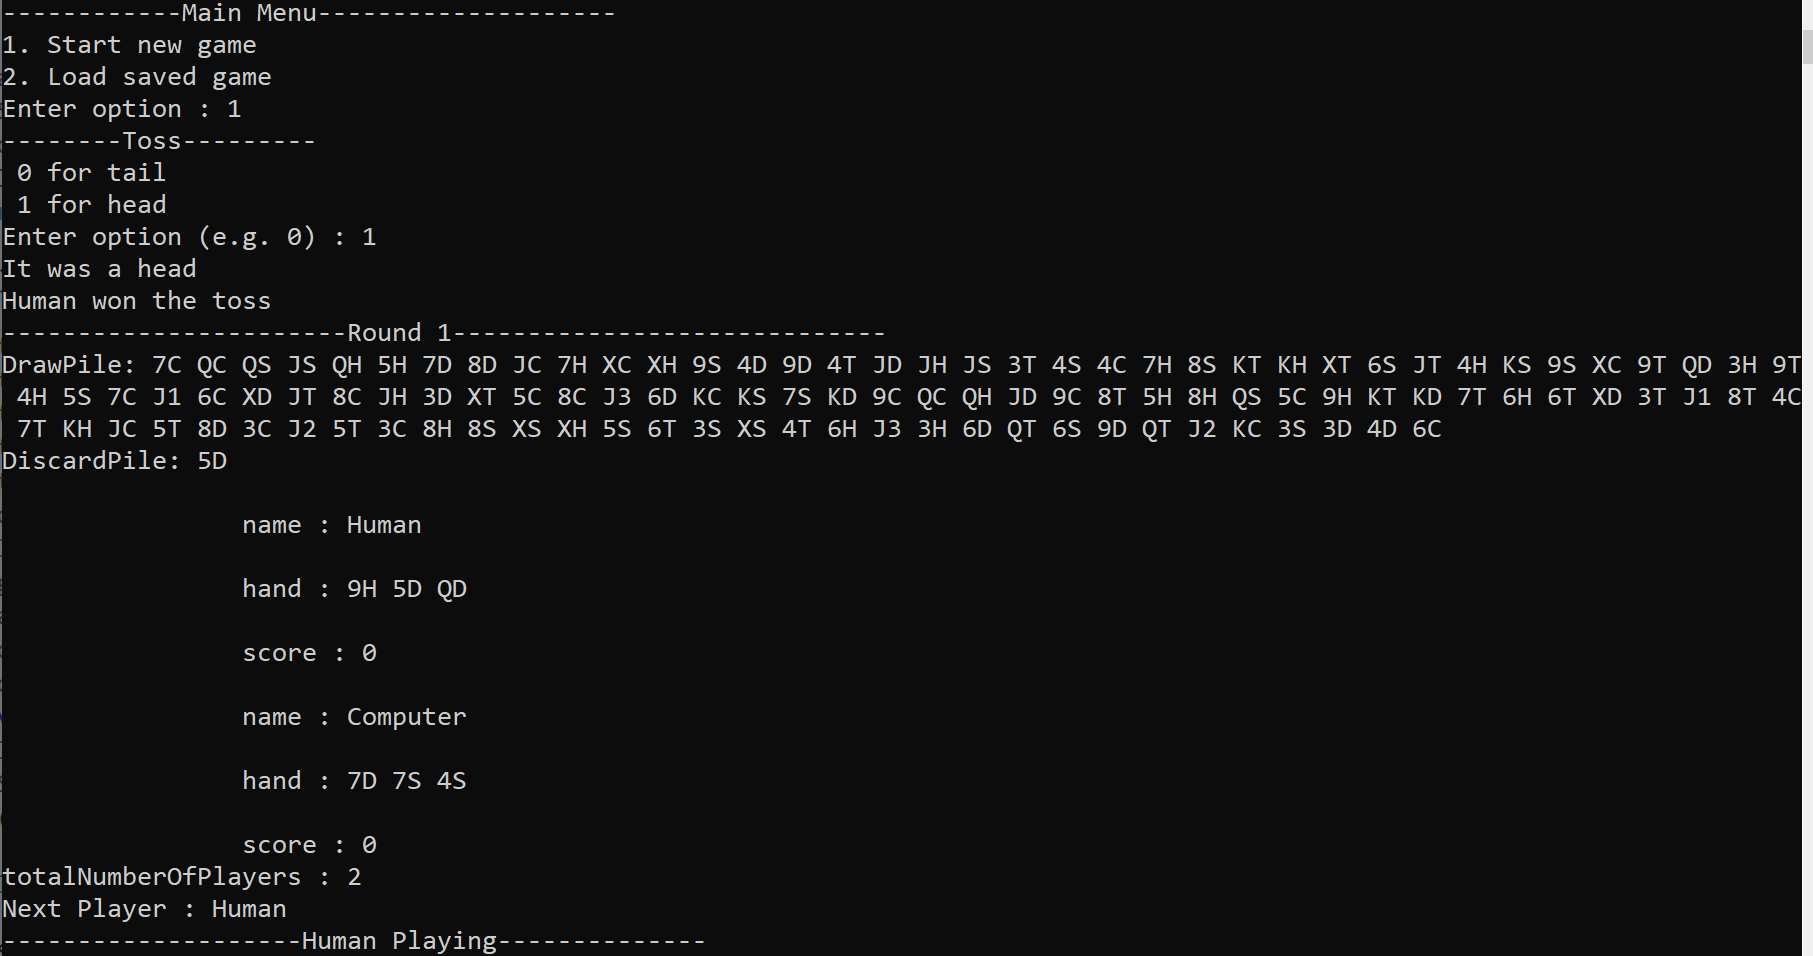 ------------Main Menu--------------------
1. Start new game
2. Load saved game
Enter option : 1
--------Toss---------
 0 for tail
 1 for head
Enter option (e.g. 0) : 1
It was a head
Human won the toss
-----------------------Round 1-----------------------------
DrawPile: 7C QC QS JS QH 5H 7D 8D JC 7H XC XH 9S 4D 9D 4T JD JH JS 3T 4S 4C 7H 8S KT KH XT 6S JT 4H KS 9S XC 9T QD 3H 9T
 4H 5S 7C J1 6C XD JT 8C JH 3D XT 5C 8C J3 6D KC KS 7S KD 9C QC QH JD 9C 8T 5H 8H QS 5C 9H KT KD 7T 6H 6T XD 3T J1 8T 4C
 7T KH JC 5T 8D 3C J2 5T 3C 8H 8S XS XH 5S 6T 3S XS 4T 6H J3 3H 6D QT 6S 9D QT J2 KC 3S 3D 4D 6C
DiscardPile: 5D
name : Human
hand : 9H 5D QD
score : 0
name : Computer
hand : 7D 7S 4S
score : 0
totalNumberOfPlayers : 2
Next Player : Human
--------------------Human Playing--------------